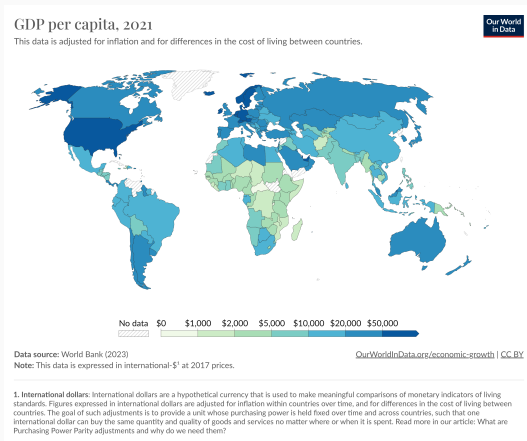 GDP per capita, 2021
Our World
in Data
This data is adjusted for inflation and for differences in the cost of living between countries.
No data $0 $1,000 $2,000 $5,000 $10,000 $20,000 $50,000
Data source: World Bank (2023)
OurWorldInData.org/economic-growth | CC BY
Note: This data is expressed in international-$¹ at 2017 prices.
1. International dollars: International dollars are a hypothetical currency that is used to make meaningful comparisons of monetary indicators of living
standards. Figures expressed in international dollars are adjusted for inflation within countries over time, and for differences in the cost of living between
countries. The goal of such adjustments is to provide a unit whose purchasing power is held fixed over time and across countries, such that one
international dollar can buy the same quantity and quality of goods and services no matter where or when it is spent. Read more in our article: What are
Purchasing Power Parity adjustments and why do we need them?